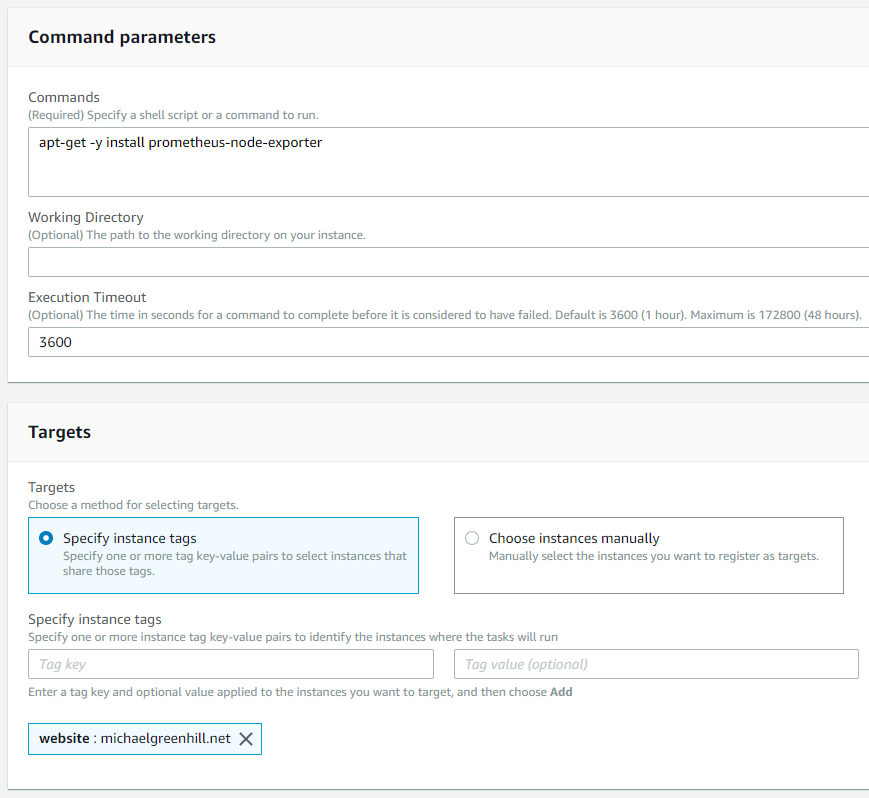 Command parameters
Commands
(Required) Specify a shell script or a command to run.
apt-get -y install prometheus-node-exporter
Working Directory
(Optional) The path to the working directory on your instance.
Execution Timeout
(Optional) The time in seconds for a command to complete before it is considered to have failed. Default is 3600 (1 hour). Maximum is 172800 (48 hours).
3600
Targets
Targets
Choose a method for selecting targets.
Specify instance tags
Specify one or more tag key-value pairs to select instances that
share those tags.
Choose instances manually
Manually select the instances you want to register as targets.
Specify instance tags
Specify one or more instance tag key-value pairs to identify the instances where the tasks will run
Tag key
Tag value (optional)
Enter a tag key and optional value applied to the instances you want to target, and then choose Add
website : michaelgreenhill.net